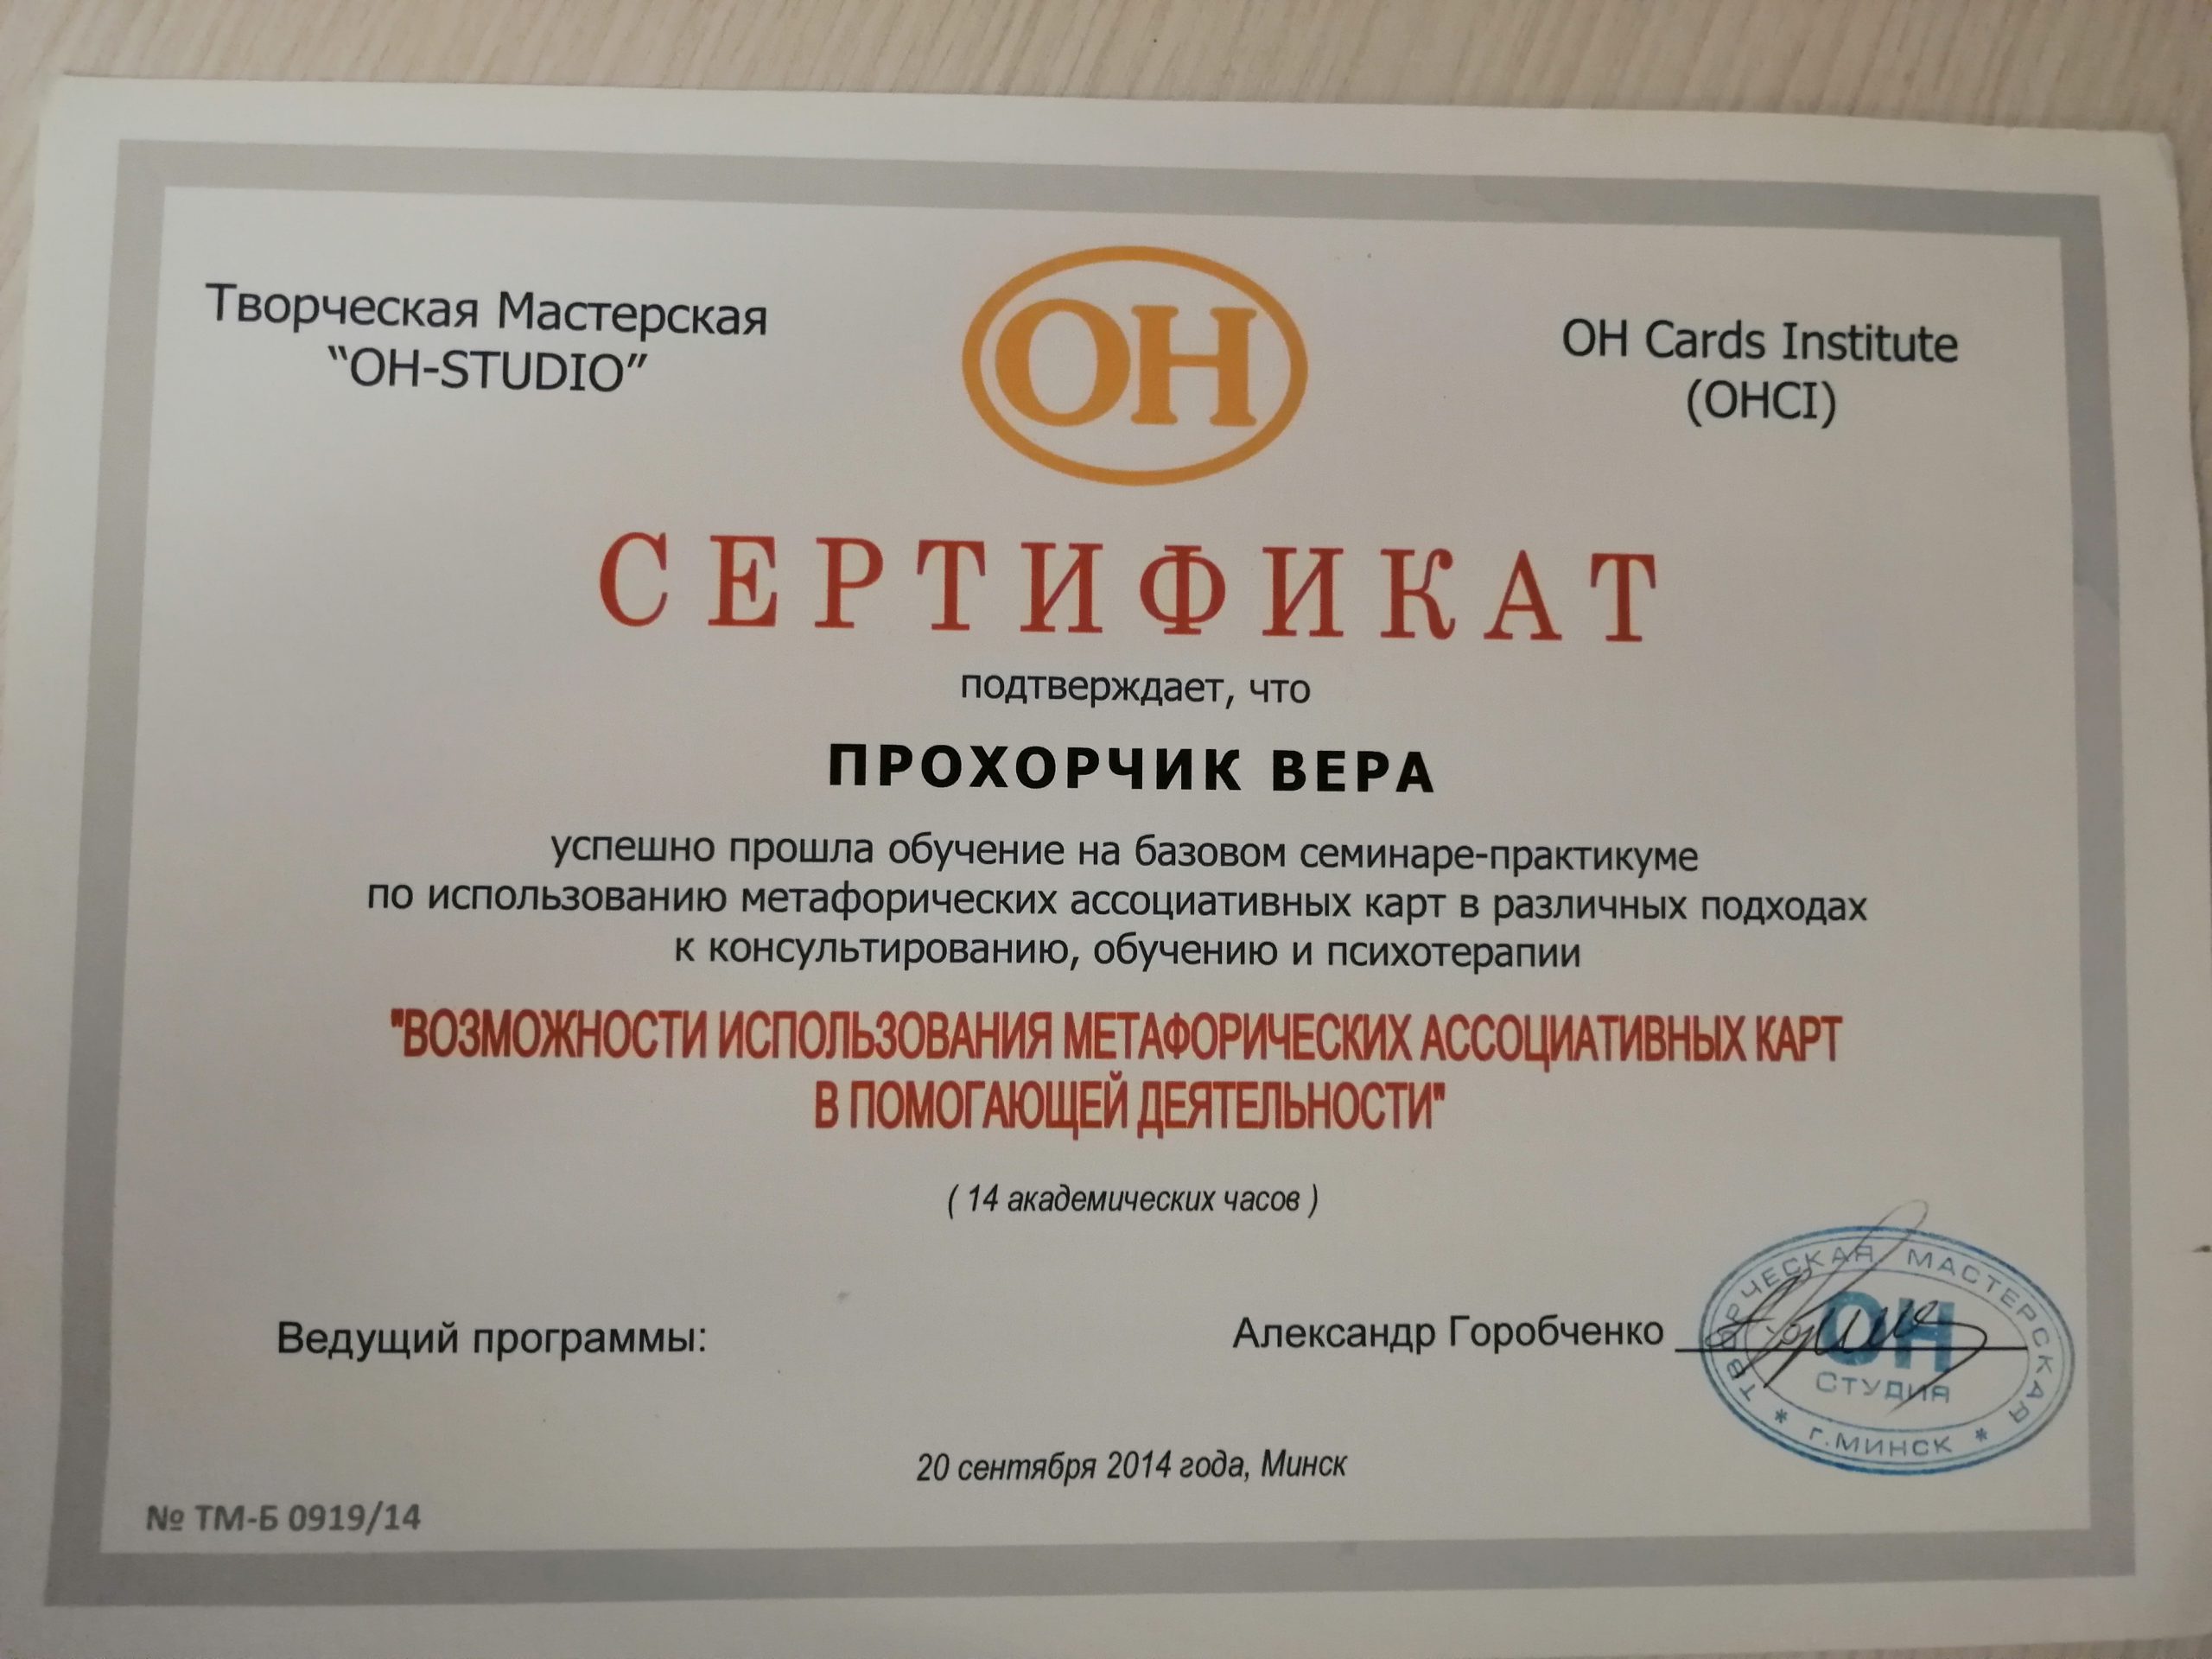 Творческая Мастерская
“OH-STUDIO”
OH
OH Cards Institute
(OHCI)
СЕРТИФИКАТ
подтверждает, что
ПРОХОРЧИК ВЕРА
успешно прошла обучение на базовом семинаре-практикуме
по использованию метафорических ассоциативных карт в различных подходах
к консультированию, обучению и психотерапии
"ВОЗМОЖНОСТИ ИСПОЛЬЗОВАНИЯ МЕТАФОРИЧЕСКИХ АССОЦИАТИВНЫХ КАРТ
В ПОМОГАЮЩЕЙ ДЕЯТЕЛЬНОСТИ"
( 14 академических часов )
Ведущий программы:
Александр Горобченко
ТВОРЧЕСКАЯ МАСТЕРСКАЯ
ОН
СТУДИЯ
* г.МИНСК *
20 сентября 2014 года, Минск
№ ТМ-Б 0919/14